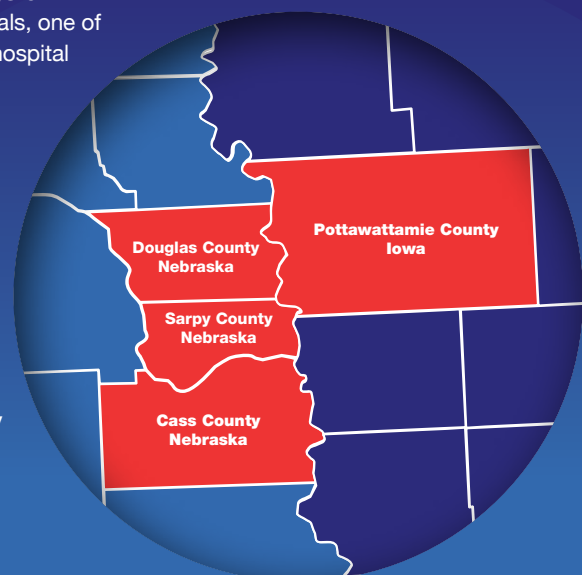 als, one of
hospital
Pottawattamie County
Iowa
Douglas County
Nebraska
Sarpy County
Nebraska
Cass County
Nebraska